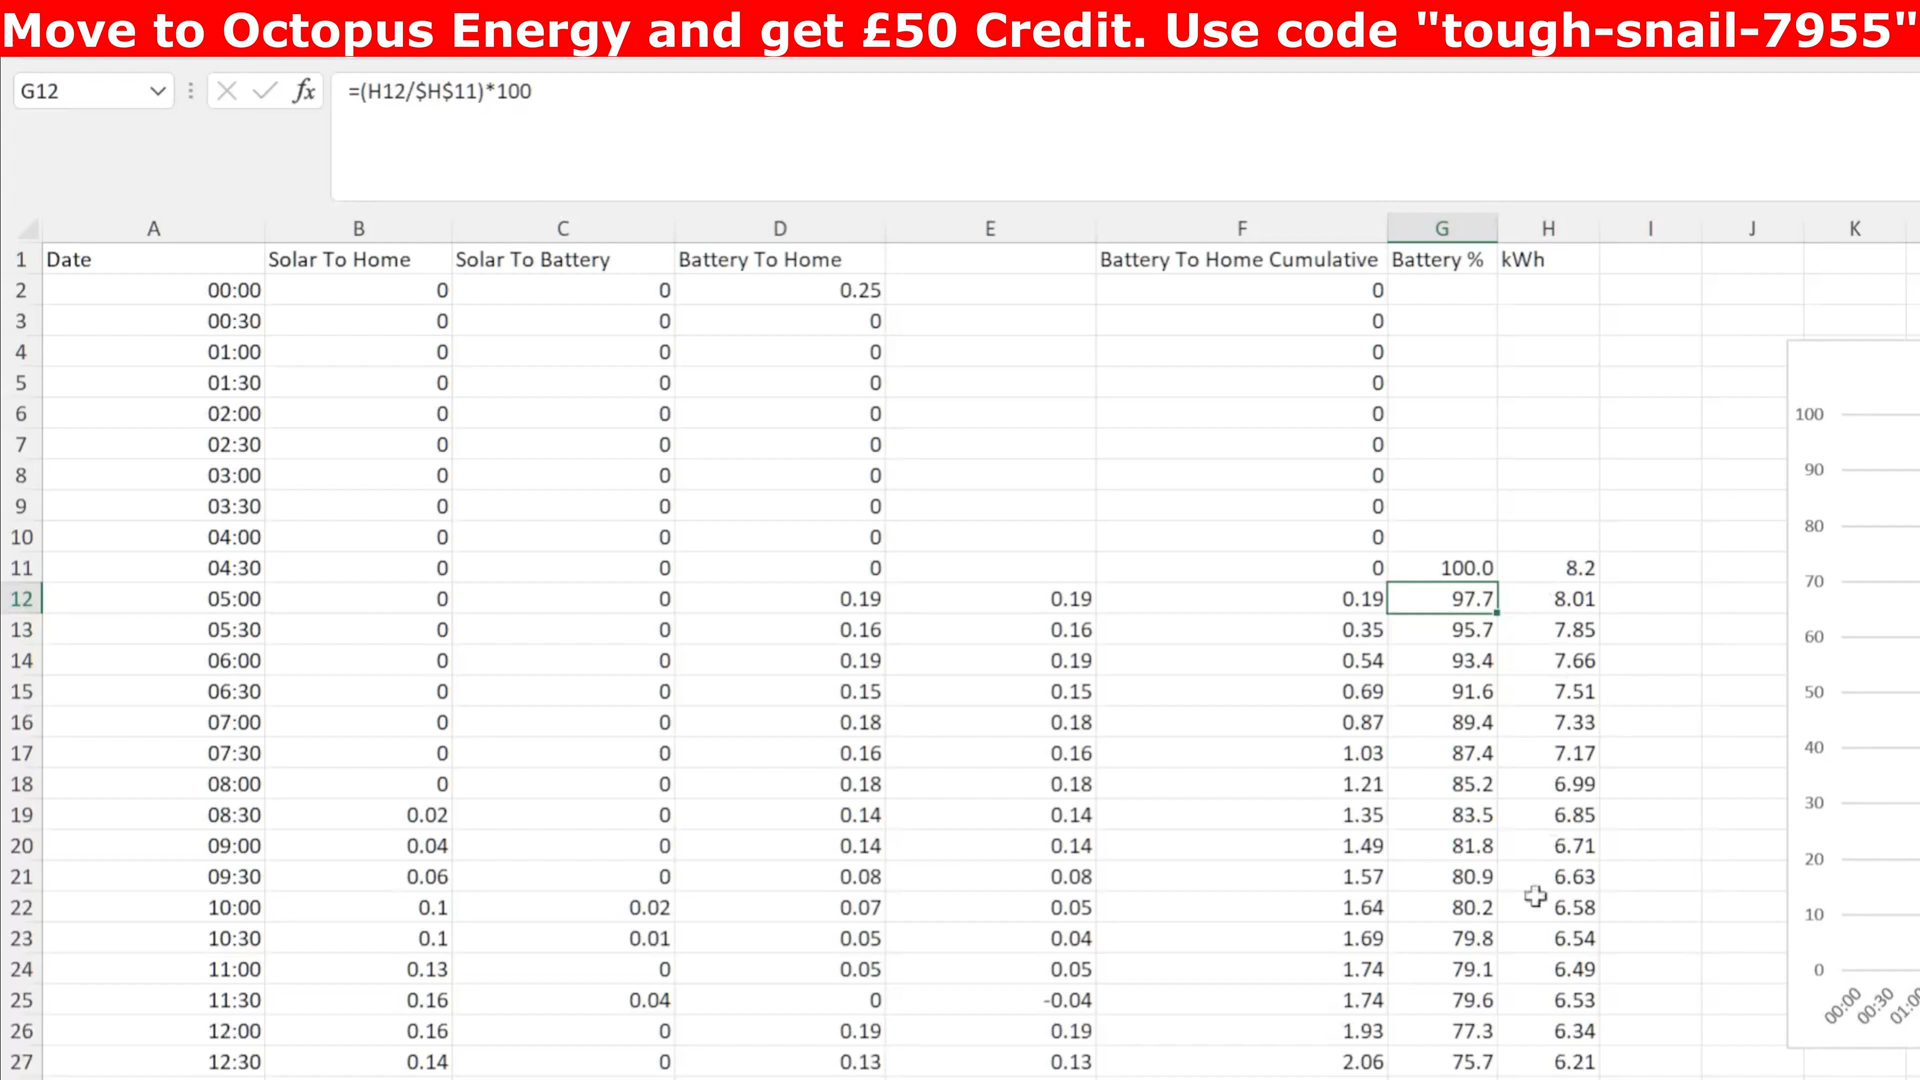 Move to Octopus Energy and get £50 Credit. Use code "tough-snail-7955"
G12 fx =(H12/$H$11)*100
A B C D E F G H I J K
1 Date Solar To Home Solar To Battery Battery To Home Battery To Home Cumulative Battery % kWh
2 00:00 0 0 0.25 0
3 00:30 0 0 0 0
4 01:00 0 0 0 0
5 01:30 0 0 0 0
6 02:00 0 0 0 0
7 02:30 0 0 0 0
8 03:00 0 0 0 0
9 03:30 0 0 0 0
10 04:00 0 0 0 0
11 04:30 0 0 0 0 100.0 8.2
12 05:00 0 0 0.19 0.19 0.19 97.7 8.01
13 05:30 0 0 0.16 0.16 0.35 95.7 7.85
14 06:00 0 0 0.19 0.19 0.54 93.4 7.66
15 06:30 0 0 0.15 0.15 0.69 91.6 7.51
16 07:00 0 0 0.18 0.18 0.87 89.4 7.33
17 07:30 0 0 0.16 0.16 1.03 87.4 7.17
18 08:00 0 0 0.18 0.18 1.21 85.2 6.99
19 08:30 0.02 0 0.14 0.14 1.35 83.5 6.85
20 09:00 0.04 0 0.14 0.14 1.49 81.8 6.71
21 09:30 0.06 0 0.08 0.08 1.57 80.9 6.63
22 10:00 0.1 0.02 0.07 0.05 1.64 80.2 6.58
23 10:30 0.1 0.01 0.05 0.04 1.69 79.8 6.54
24 11:00 0.13 0 0.05 0.05 1.74 79.1 6.49
25 11:30 0.16 0.04 0 -0.04 1.74 79.6 6.53
26 12:00 0.16 0 0.19 0.19 1.93 77.3 6.34
27 12:30 0.14 0 0.13 0.13 2.06 75.7 6.21
100
90
80
70
60
50
40
30
20
10
0
00:00 00:30